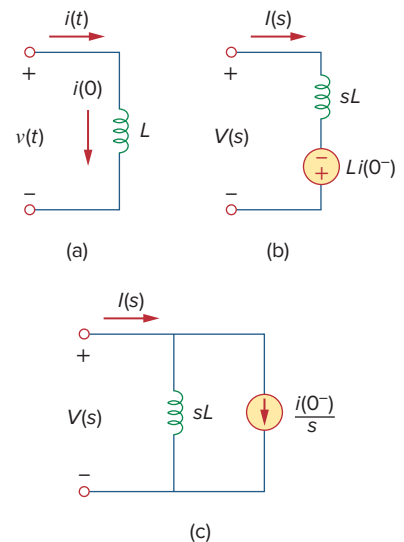 i(t) I(s)
+ +
i(0) sL
v(t) L V(s) − + Li(0⁻)
− −
(a) (b)
I(s)
+
V(s) sL i(0⁻)
s
−
(c)